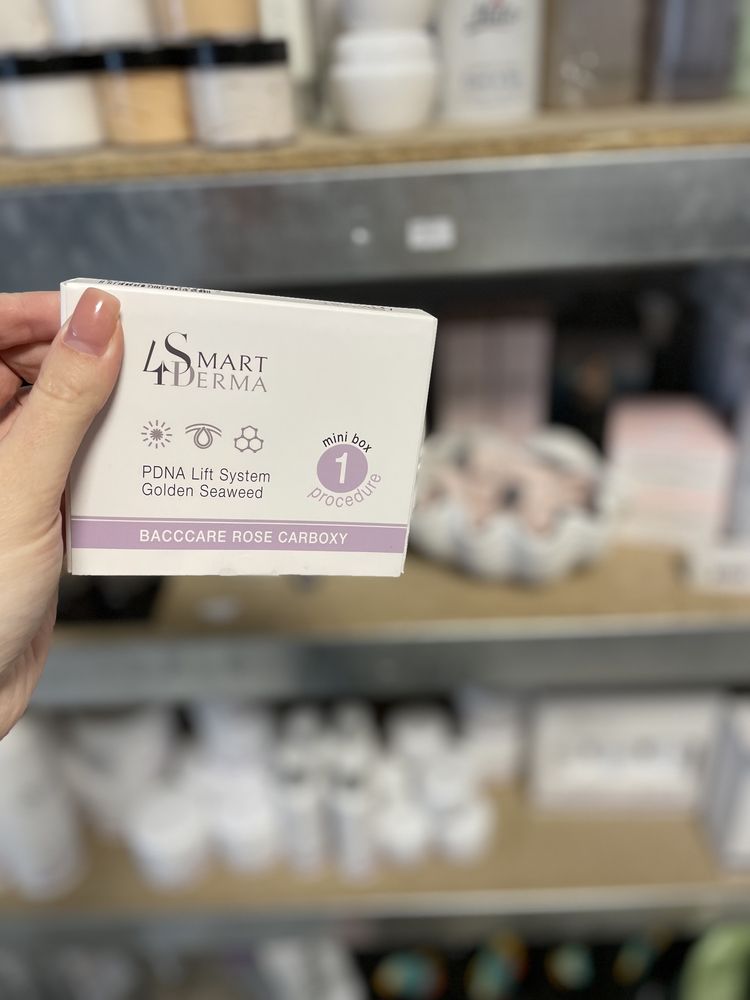 4SMART
DERMA
mini box
1
procedure
PDNA Lift System
Golden Seaweed
BACCCARE ROSE CARBOXY